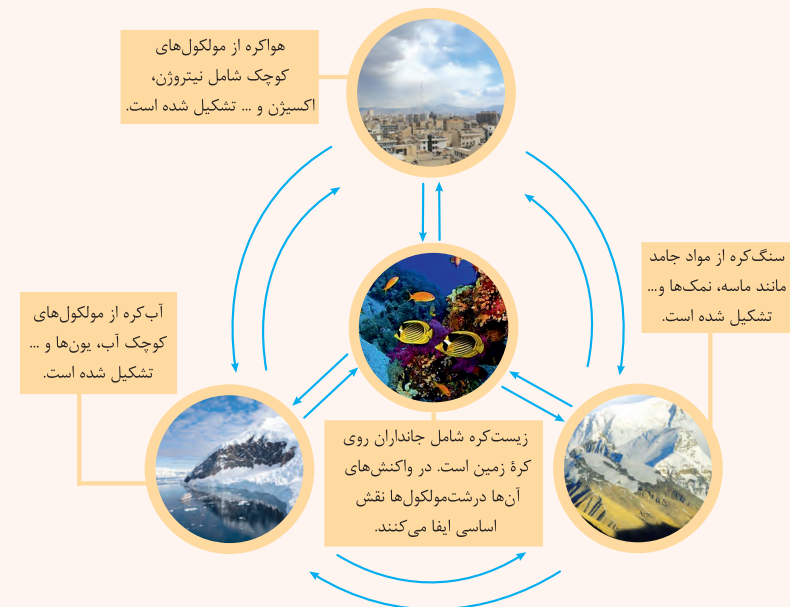 هواکره از مولکول‌های
کوچک شامل نیتروژن،
اکسیژن و ... تشکیل شده است.
سنگ‌کره از مواد جامد
مانند ماسه، نمک‌ها و...
تشکیل شده است.
آب‌کره از مولکول‌های
کوچک آب، یون‌ها و ...
تشکیل شده است.
زیست‌کره شامل جانداران روی
کرهٔ زمین است. در واکنش‌های
آن‌ها درشت‌مولکول‌ها نقش
اساسی ایفا می‌کنند.